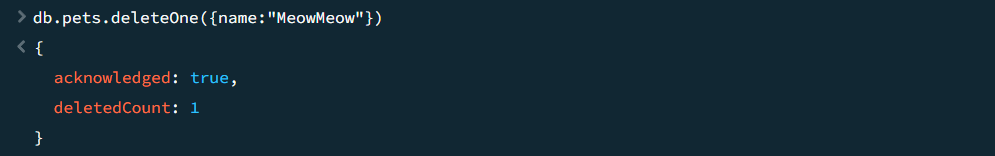 > db.pets.deleteOne({name:"MeowMeow"})
< {
acknowledged: true,
deletedCount: 1
}